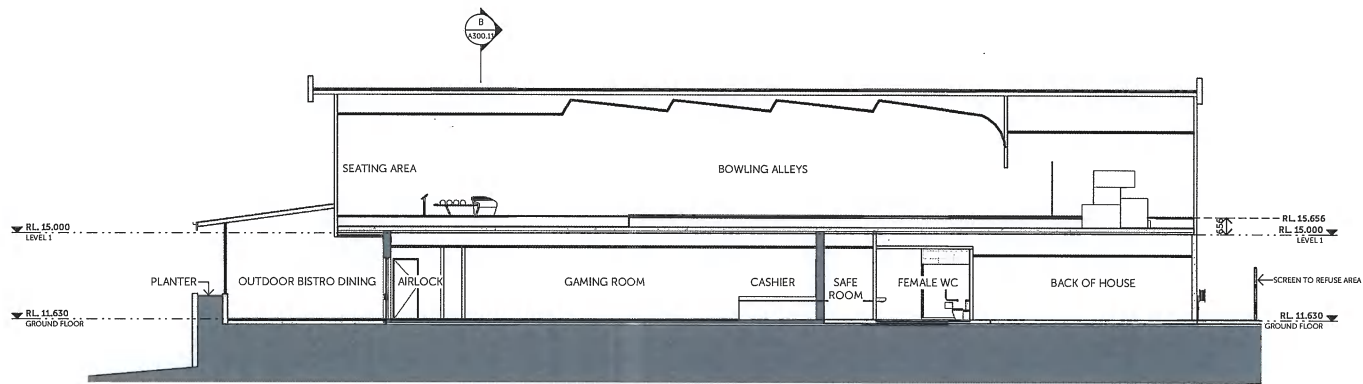 B
A300.11
SEATING AREA
BOWLING ALLEYS
RL. 15.000
LEVEL 1
RL. 15.656
656
RL. 15.000
LEVEL 1
PLANTER
OUTDOOR BISTRO DINING
AIRLOCK
GAMING ROOM
CASHIER
SAFE
ROOM
FEMALE WC
BACK OF HOUSE
SCREEN TO REFUSE AREA
RL. 11.630
GROUND FLOOR
RL. 11.630
GROUND FLOOR